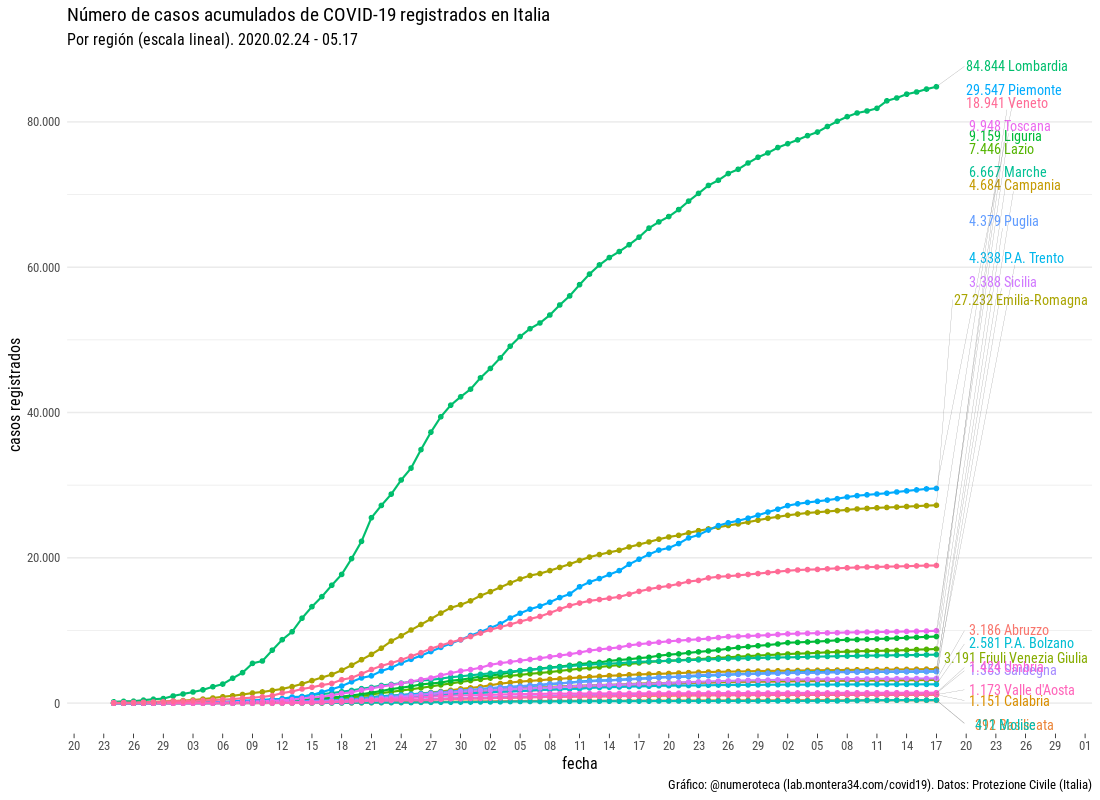 Número de casos acumulados de COVID-19 registrados en Italia
Por región (escala lineal). 2020.02.24 - 05.17
84.844 Lombardia
29.547 Piemonte
18.941 Veneto
9.948 Toscana
9.159 Liguria
7.446 Lazio
6.667 Marche
4.684 Campania
4.379 Puglia
4.338 P.A. Trento
3.388 Sicilia
27.232 Emilia-Romagna
3.186 Abruzzo
2.581 P.A. Bolzano
3.191 Friuli Venezia Giulia
Sardegna
1.173 Valle d'Aosta
1.151 Calabria
Molise
80.000
60.000
40.000
20.000
0
casos registrados
20 23 26 29 03 06 09 12 15 18 21 24 27 30 02 05 08 11 14 17 20 23 26 29 02 05 08 11 14 17 20 23 26 29 01
fecha
Gráfico: @numeroteca (lab.montera34.com/covid19). Datos: Protezione Civile (Italia)